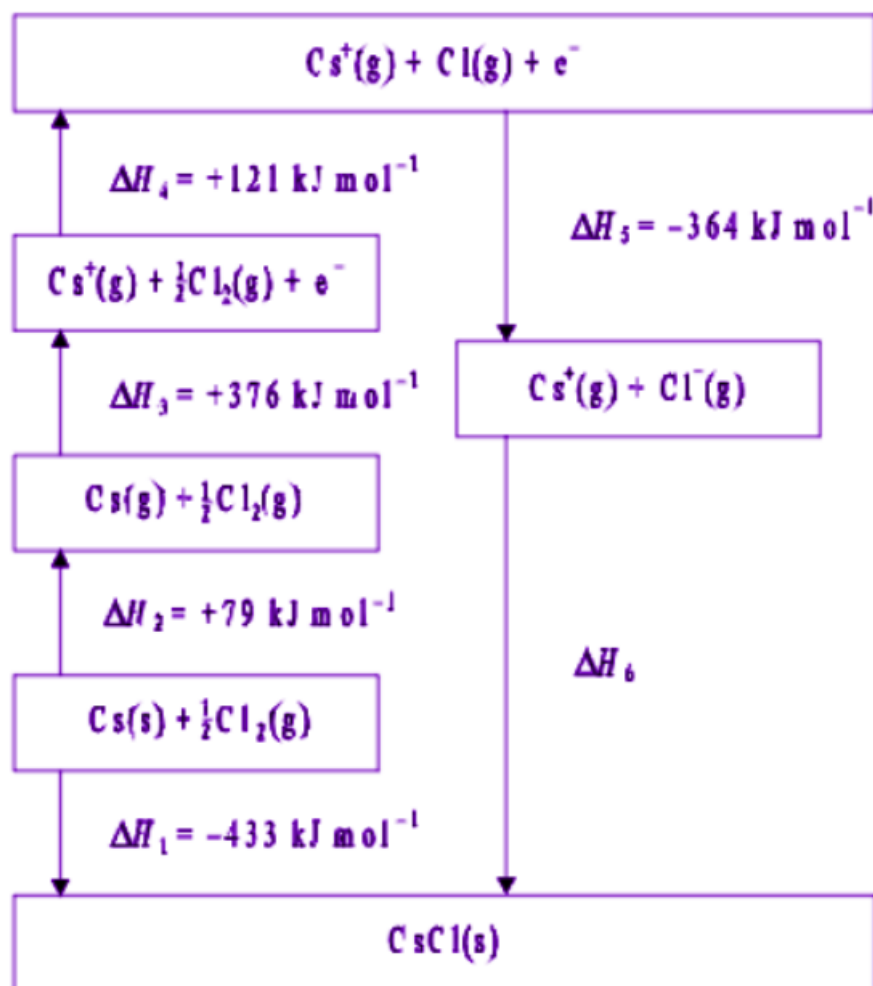 Cs⁺(g) + Cl(g) + e⁻
ΔH₄ = +121 kJ mol⁻¹
ΔH₅ = −364 kJ mol⁻¹
Cs⁺(g) + ½Cl₂(g) + e⁻
ΔH₃ = +376 kJ mol⁻¹
Cs⁺(g) + Cl⁻(g)
Cs(g) + ½Cl₂(g)
ΔH₂ = +79 kJ mol⁻¹
ΔH₆
Cs(s) + ½Cl₂(g)
ΔH₁ = −433 kJ mol⁻¹
CsCl(s)